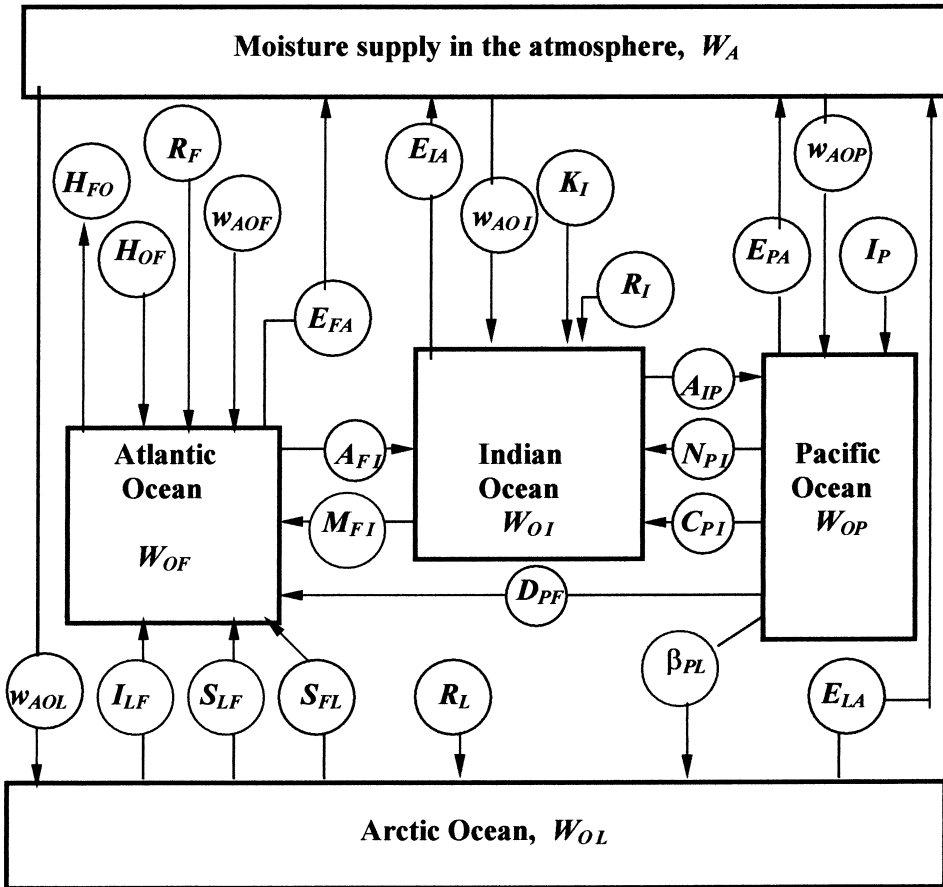 Moisture supply in the atmosphere, W_A
H_FO
R_F
H_OF
w_AOF
E_FA
E_IA
w_AOI
K_I
R_I
E_PA
w_AOP
I_P
Atlantic
Ocean
W_OF
A_FI
M_FI
Indian
Ocean
W_OI
A_IP
N_PI
C_PI
Pacific
Ocean
W_OP
D_PF
w_AOL
I_LF
S_LF
S_FL
R_L
β_PL
E_LA
Arctic Ocean, W_OL